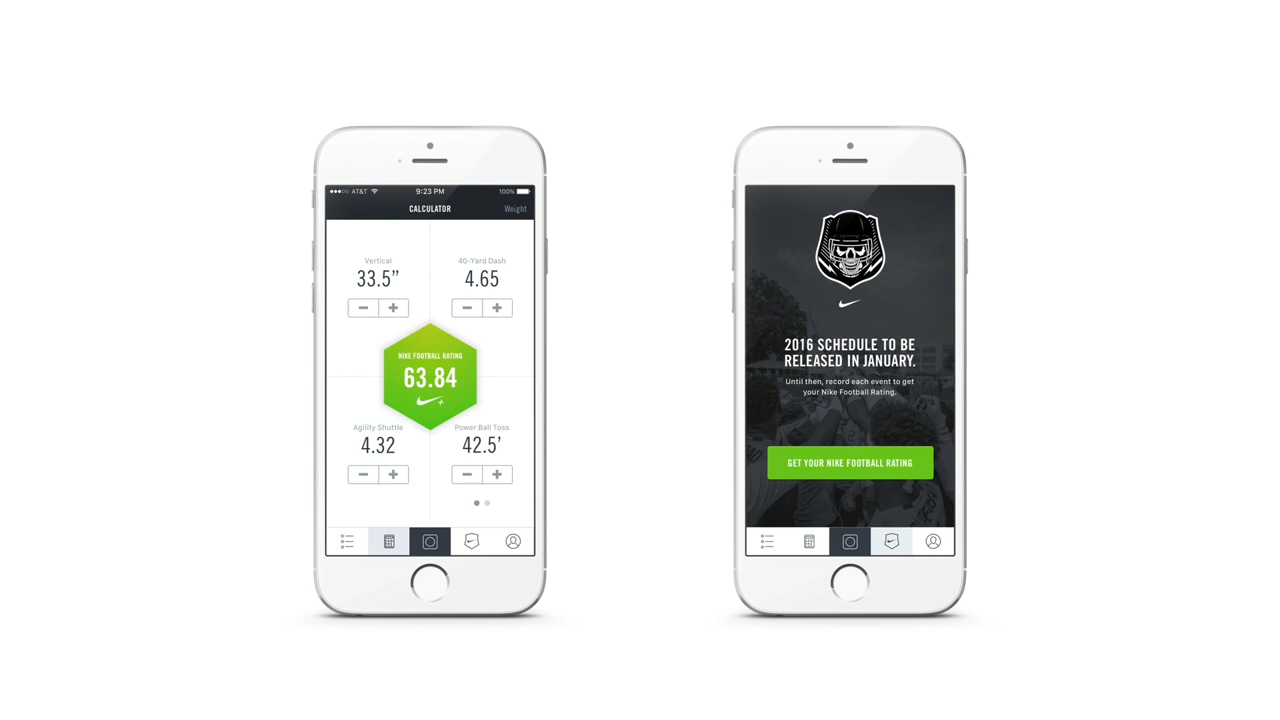 AT&T 9:23 PM 100%
CALCULATOR Weight
Vertical
33.5”
40-Yard Dash
4.65
NIKE FOOTBALL RATING
63.84
Agility Shuttle
4.32
Power Ball Toss
42.5’
2016 SCHEDULE TO BE
RELEASED IN JANUARY.
Until then, record each event to get
your Nike Football Rating.
GET YOUR NIKE FOOTBALL RATING